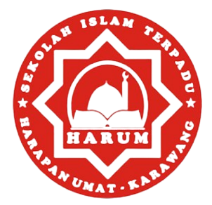 SEKOLAH ISLAM TERPADU
HARUM
HARAPAN UMAT - KARAWANG